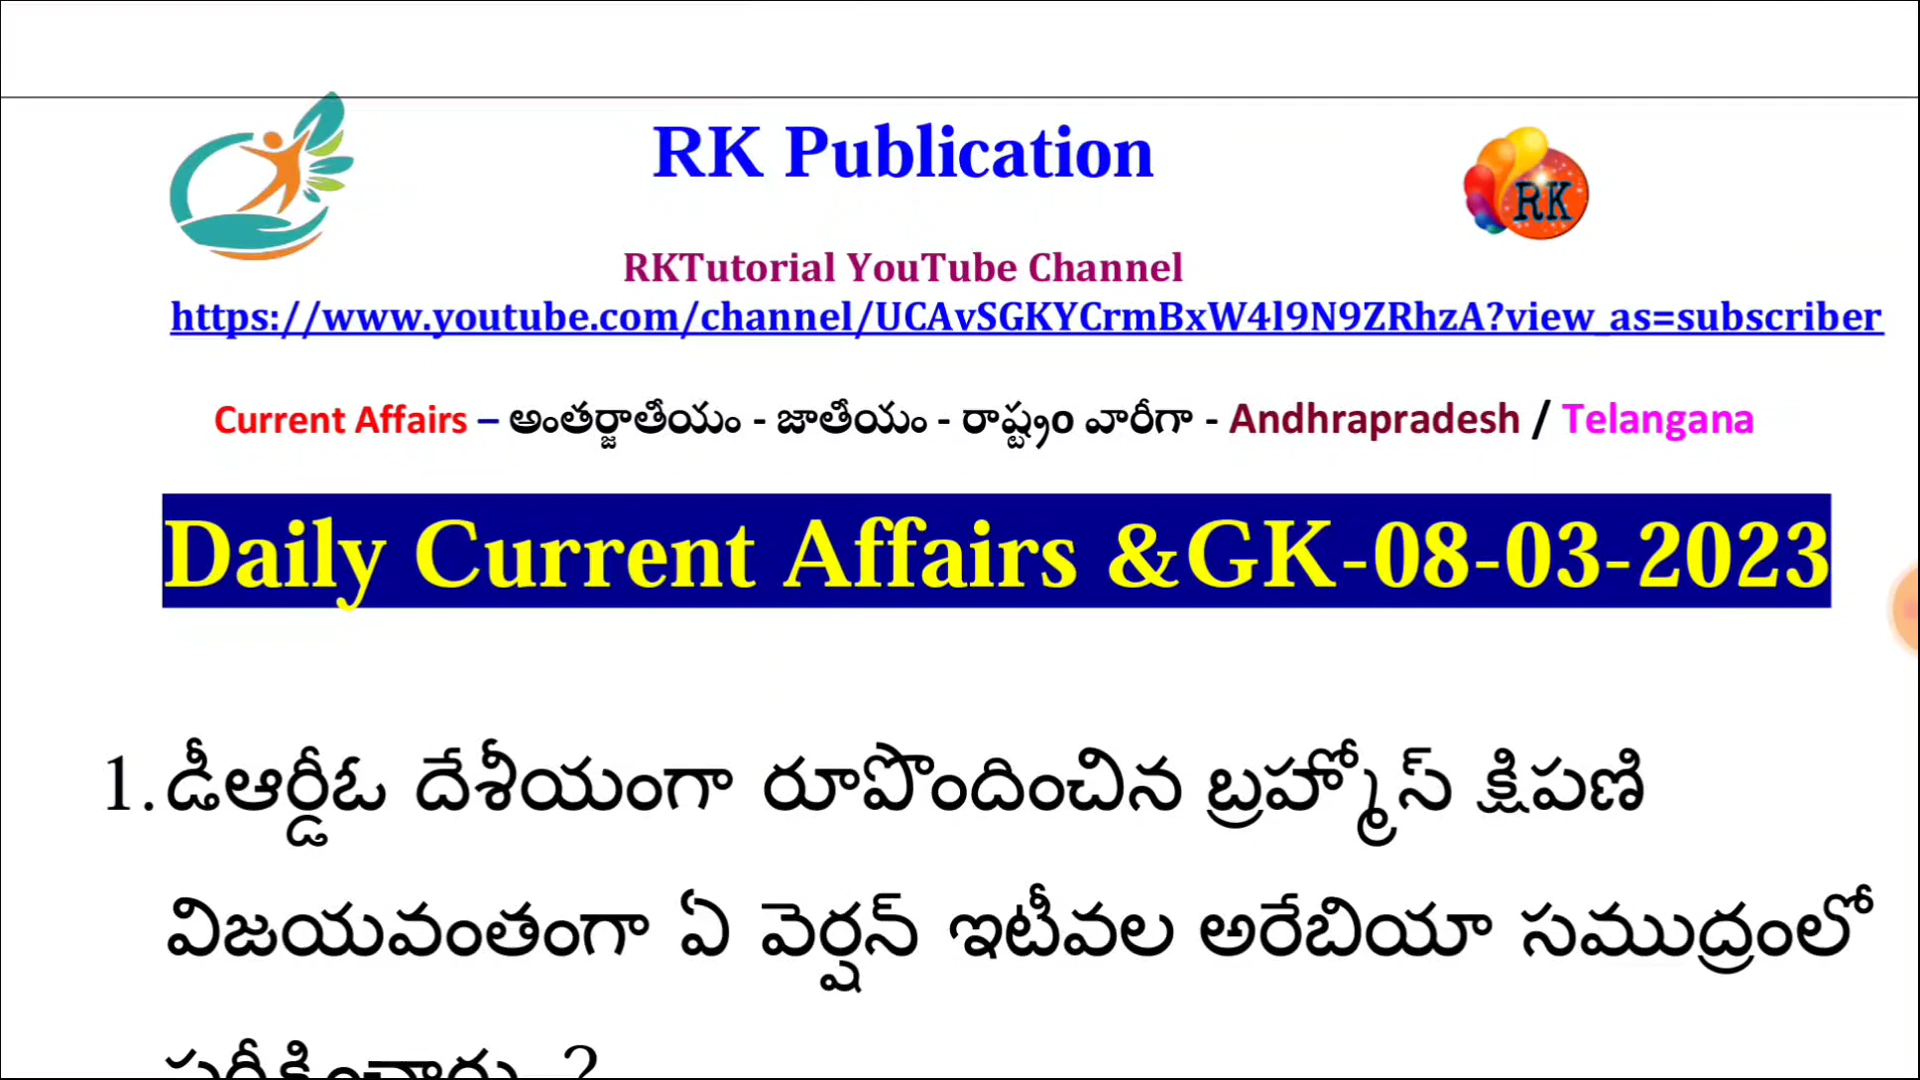 RK Publication
RK
RKTutorial YouTube Channel
https://www.youtube.com/channel/UCAvSGKYCrmBxW4l9N9ZRhzA?view_as=subscriber
Current Affairs – అంతర్జాతీయం - జాతీయం - రాష్ట్రం వారీగా - Andhrapradesh / Telangana
Daily Current Affairs &GK-08-03-2023
1. డీఆర్డీఓ దేశీయంగా రూపొందించిన బ్రహ్మోస్ క్షిపణి
విజయవంతంగా ఏ వెర్షన్ ఇటీవల అరేబియా సముద్రంలో
పరీక్షించారు ?